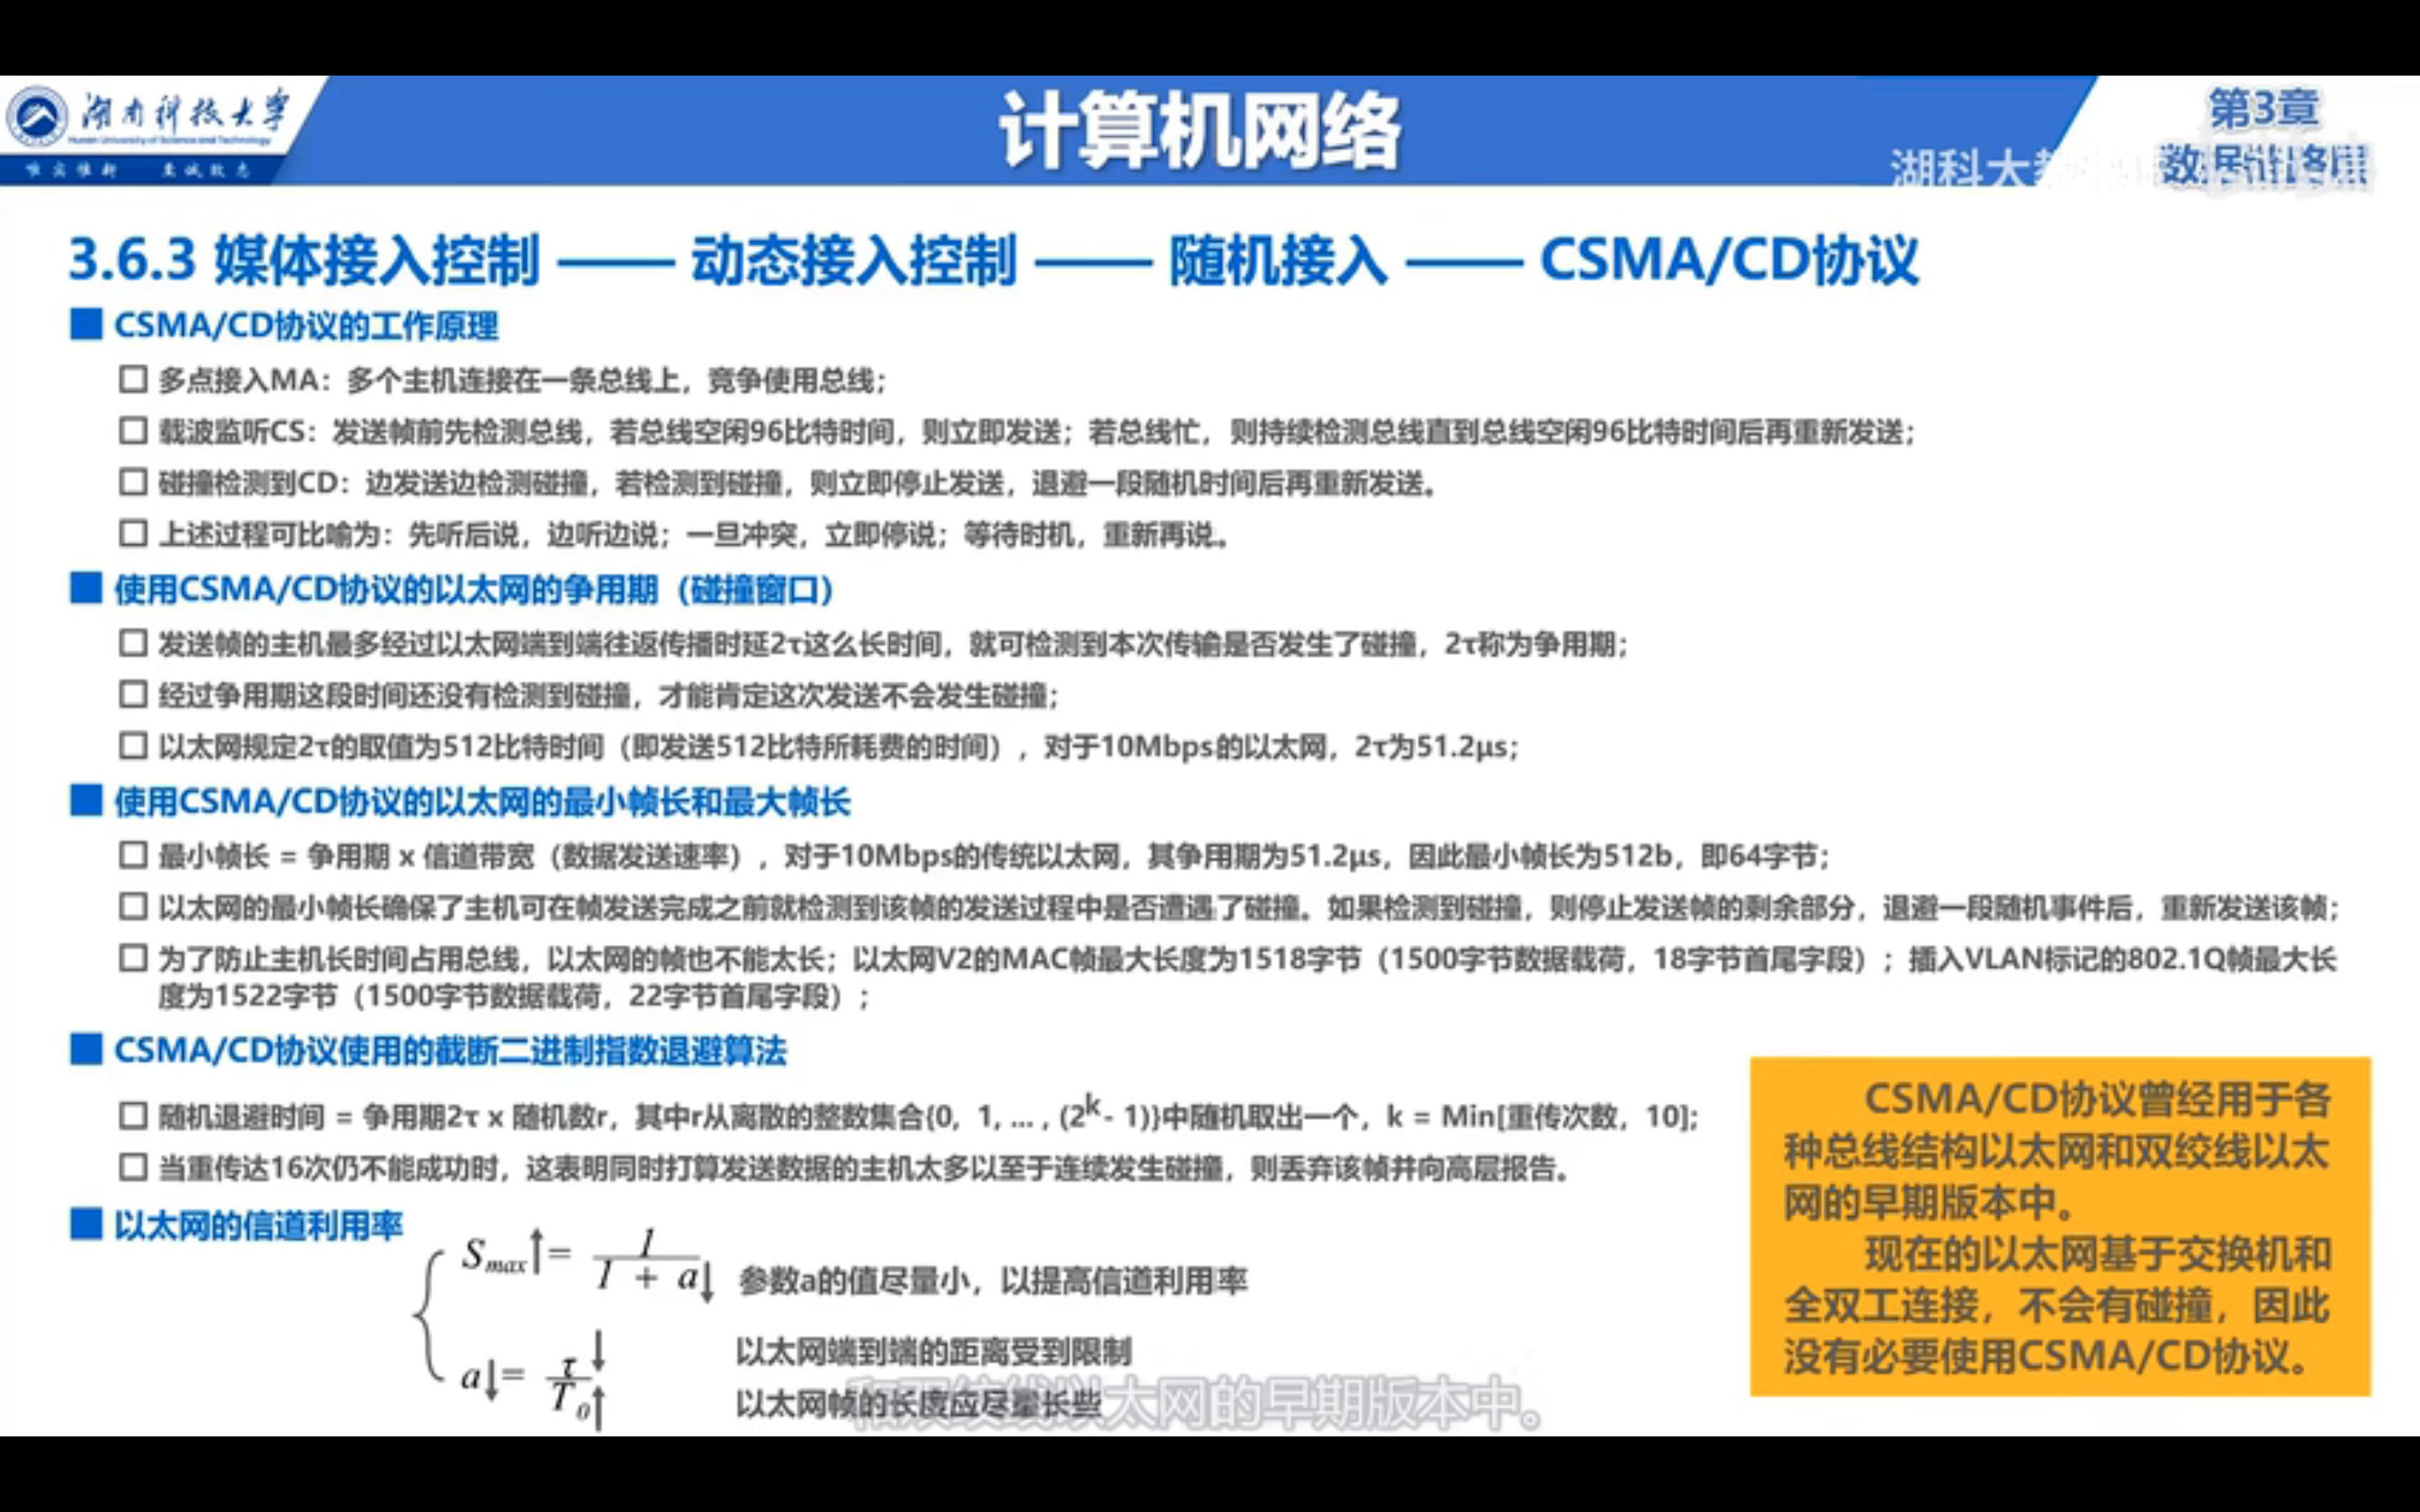 湖南科技大学
Hunan University of Science and Technology
唯实惟新 至诚致志
计算机网络
第3章
数据链路层
湖科大教
3.6.3 媒体接入控制 —— 动态接入控制 —— 随机接入 —— CSMA/CD协议
CSMA/CD协议的工作原理
多点接入MA：多个主机连接在一条总线上，竞争使用总线；
载波监听CS：发送帧前先检测总线，若总线空闲96比特时间，则立即发送；若总线忙，则持续检测总线直到总线空闲96比特时间后再重新发送；
碰撞检测到CD：边发送边检测碰撞，若检测到碰撞，则立即停止发送，退避一段随机时间后再重新发送。
上述过程可比喻为：先听后说，边听边说；一旦冲突，立即停说；等待时机，重新再说。
使用CSMA/CD协议的以太网的争用期（碰撞窗口）
发送帧的主机最多经过以太网端到端往返传播时延2τ这么长时间，就可检测到本次传输是否发生了碰撞，2τ称为争用期；
经过争用期这段时间还没有检测到碰撞，才能肯定这次发送不会发生碰撞；
以太网规定2τ的取值为512比特时间（即发送512比特所耗费的时间），对于10Mbps的以太网，2τ为51.2μs；
使用CSMA/CD协议的以太网的最小帧长和最大帧长
最小帧长 = 争用期 x 信道带宽（数据发送速率），对于10Mbps的传统以太网，其争用期为51.2μs，因此最小帧长为512b，即64字节；
以太网的最小帧长确保了主机可在帧发送完成之前就检测到该帧的发送过程中是否遭遇了碰撞。如果检测到碰撞，则停止发送帧的剩余部分，退避一段随机事件后，重新发送该帧；
为了防止主机长时间占用总线，以太网的帧也不能太长；以太网V2的MAC帧最大长度为1518字节（1500字节数据载荷，18字节首尾字段）；插入VLAN标记的802.1Q帧最大长
度为1522字节（1500字节数据载荷，22字节首尾字段）；
CSMA/CD协议使用的截断二进制指数退避算法
随机退避时间 = 争用期2τ x 随机数r，其中r从离散的整数集合{0, 1, ... , (2^k - 1)}中随机取出一个，k = Min[重传次数，10]；
当重传达16次仍不能成功时，这表明同时打算发送数据的主机太多以至于连续发生碰撞，则丢弃该帧并向高层报告。
以太网的信道利用率
S_max↑ = 1 / (1 + a↓) 参数a的值尽量小，以提高信道利用率
a↓ = τ↓ / T_0↑ 以太网端到端的距离受到限制
以太网帧的长度应尽量长些
CSMA/CD协议曾经用于各
种总线结构以太网和双绞线以太
网的早期版本中。
现在的以太网基于交换机和
全双工连接，不会有碰撞，因此
没有必要使用CSMA/CD协议。
和双绞线以太网的早期版本中。